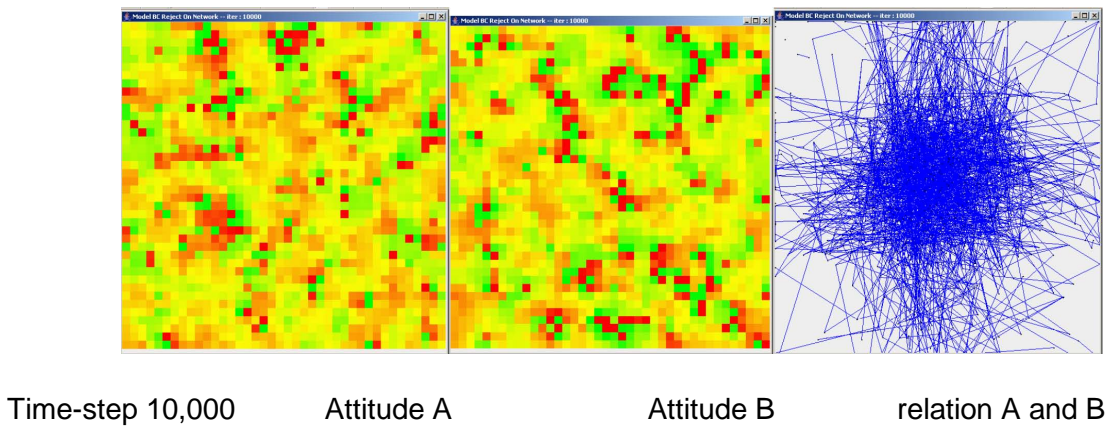 Model BC Reject On Network -- iter : 10000
Model BC Reject On Network -- iter : 10000
Model BC Reject On Network -- iter : 10000
Time-step 10,000 Attitude A Attitude B relation A and B